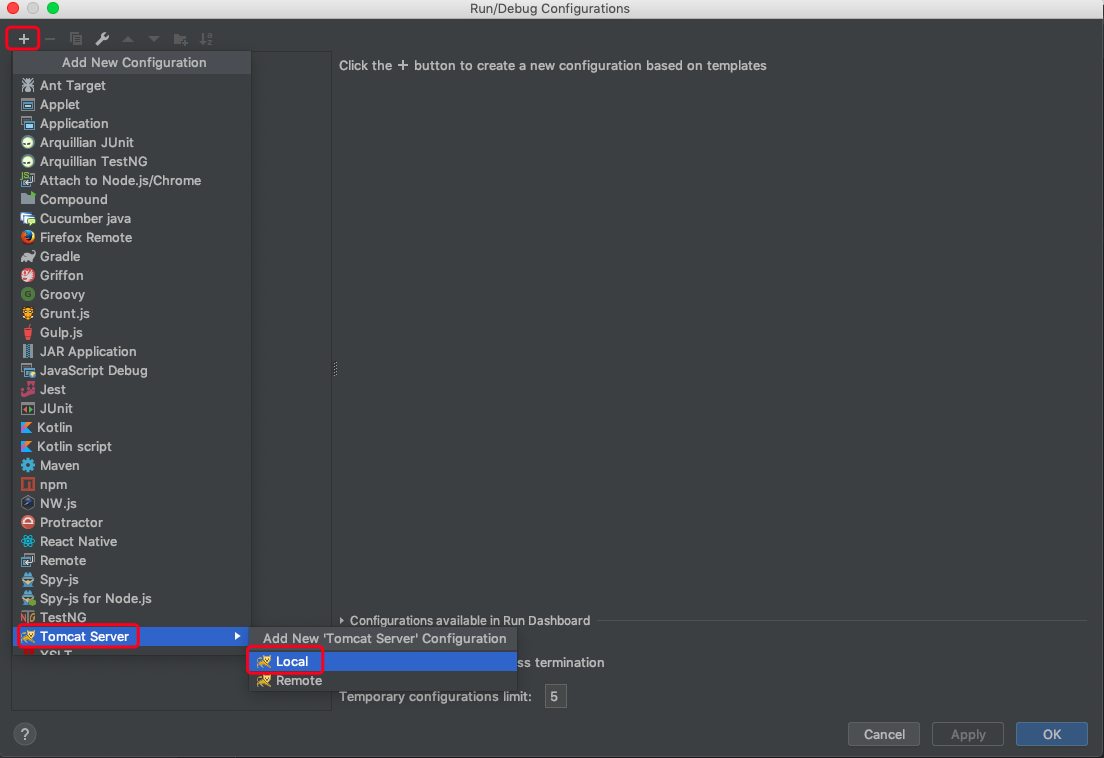 Run/Debug Configurations
Add New Configuration
Click the + button to create a new configuration based on templates
Ant Target
Applet
Application
Arquillian JUnit
Arquillian TestNG
Attach to Node.js/Chrome
Compound
Cucumber java
Firefox Remote
Gradle
Griffon
Groovy
Grunt.js
Gulp.js
JAR Application
JavaScript Debug
Jest
JUnit
Kotlin
Kotlin script
Maven
npm
NW.js
Protractor
React Native
Remote
Spy-js
Spy-js for Node.js
TestNG
Configurations available in Run Dashboard
Tomcat Server
Add New 'Tomcat Server' Configuration
XSLT
Local
ss termination
Remote
Temporary configurations limit: 5
?
Cancel
Apply
OK